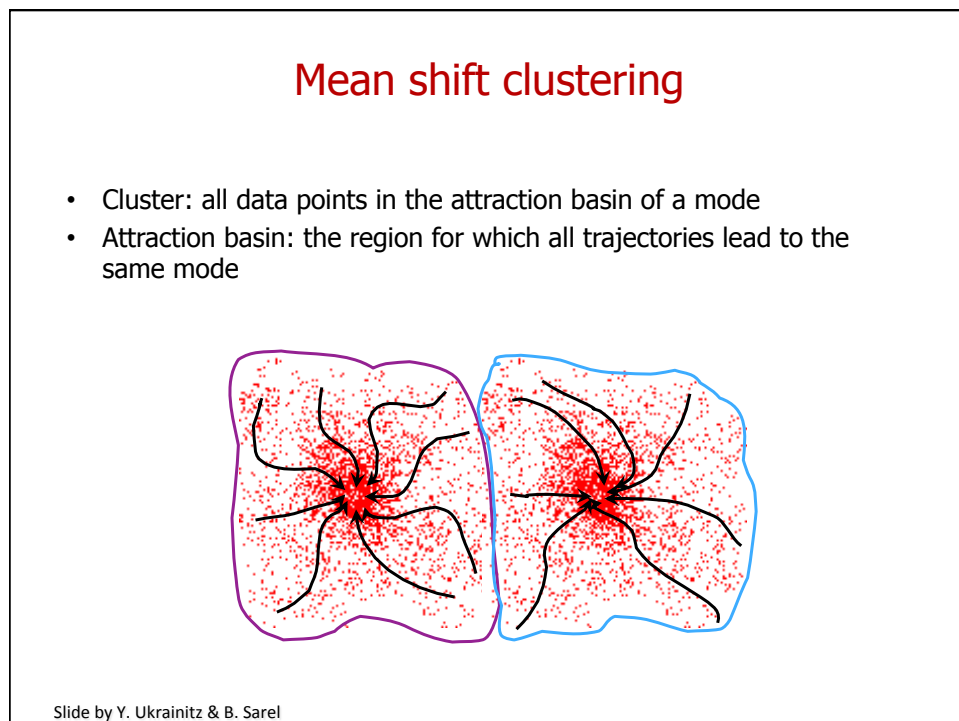 Mean shift clustering
• Cluster: all data points in the attraction basin of a mode
• Attraction basin: the region for which all trajectories lead to the
same mode
Slide by Y. Ukrainitz & B. Sarel